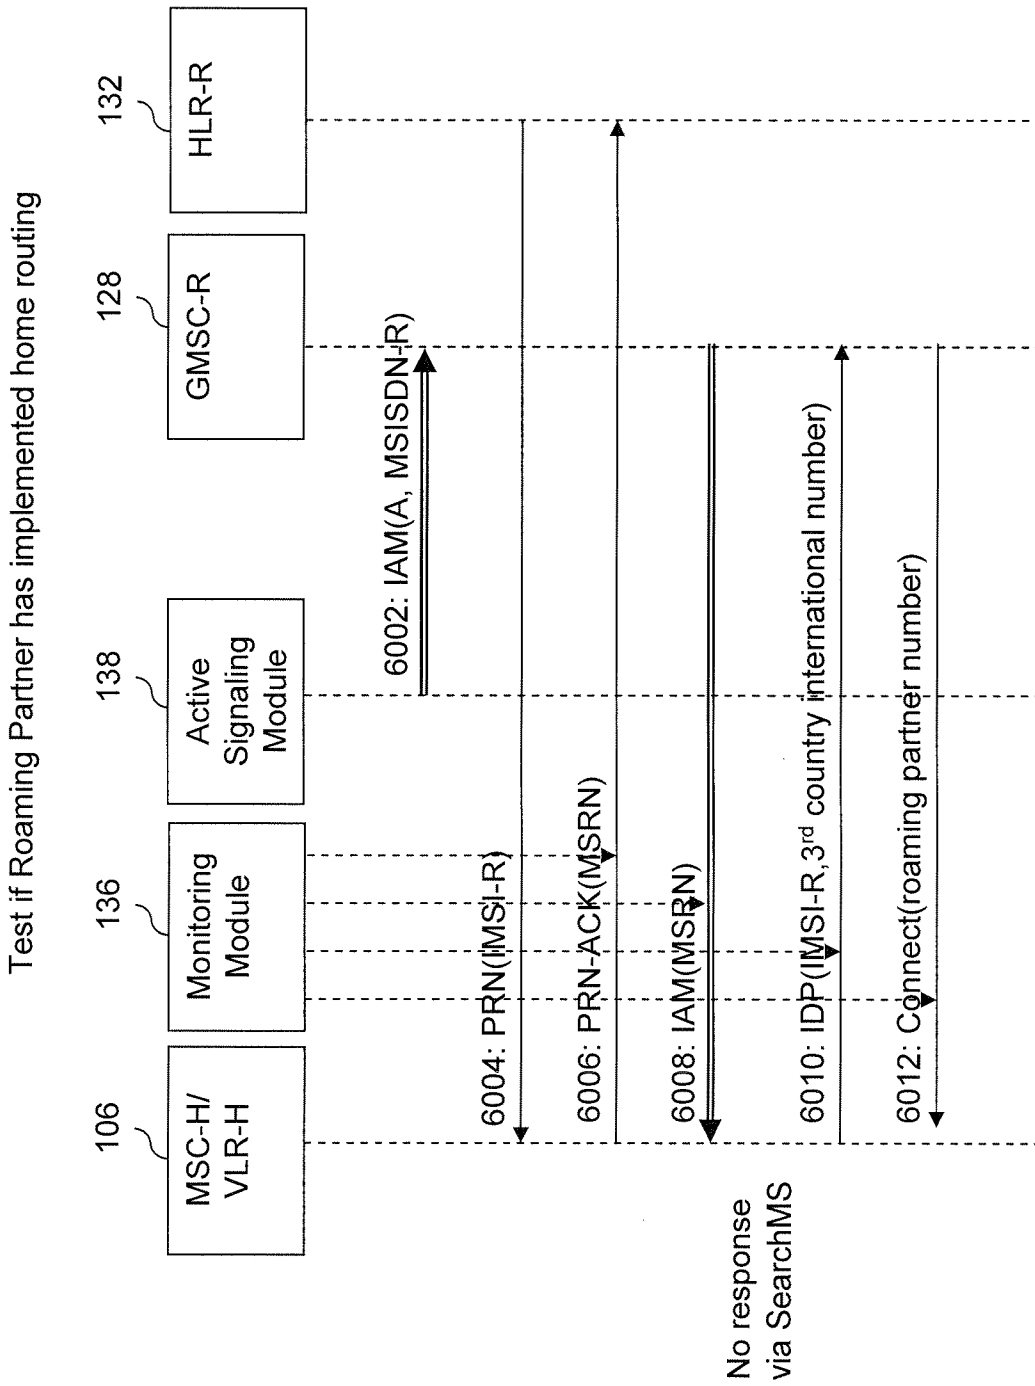 Test if Roaming Partner has implemented home routing
106
136
138
128
132
MSC-H/
VLR-H
Monitoring
Module
Active
Signaling
Module
GMSC-R
HLR-R
6002: IAM(A, MSISDN-R)
6004: PRN(IMSI-R)
6006: PRN-ACK(MSRN)
6008: IAM(MSRN)
No response
via SearchMS
6010: IDP(IMSI-R,3rd country international number)
6012: Connect(roaming partner number)